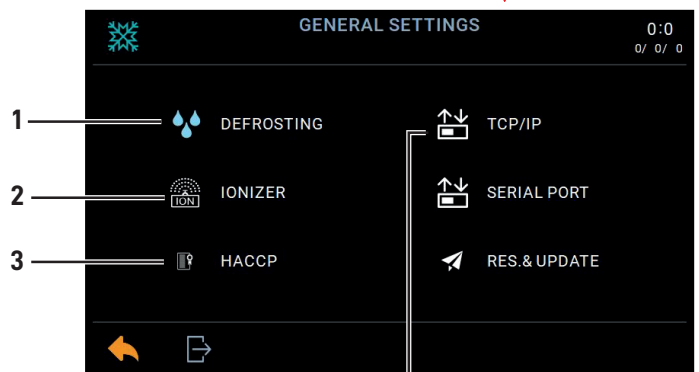 GENERAL SETTINGS
0:0
0/ 0/ 0
1
DEFROSTING
TCP/IP
2
ION
IONIZER
SERIAL PORT
3
HACCP
RES.& UPDATE